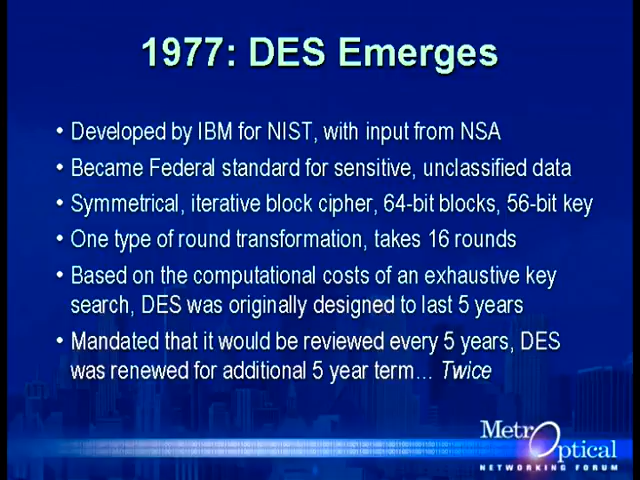 1977: DES Emerges
• Developed by IBM for NIST, with input from NSA
• Became Federal standard for sensitive, unclassified data
• Symmetrical, iterative block cipher, 64-bit blocks, 56-bit key
• One type of round transformation, takes 16 rounds
• Based on the computational costs of an exhaustive key
search, DES was originally designed to last 5 years
• Mandated that it would be reviewed every 5 years, DES
was renewed for additional 5 year term… Twice
MetrOptical
NETWORKING FORUM